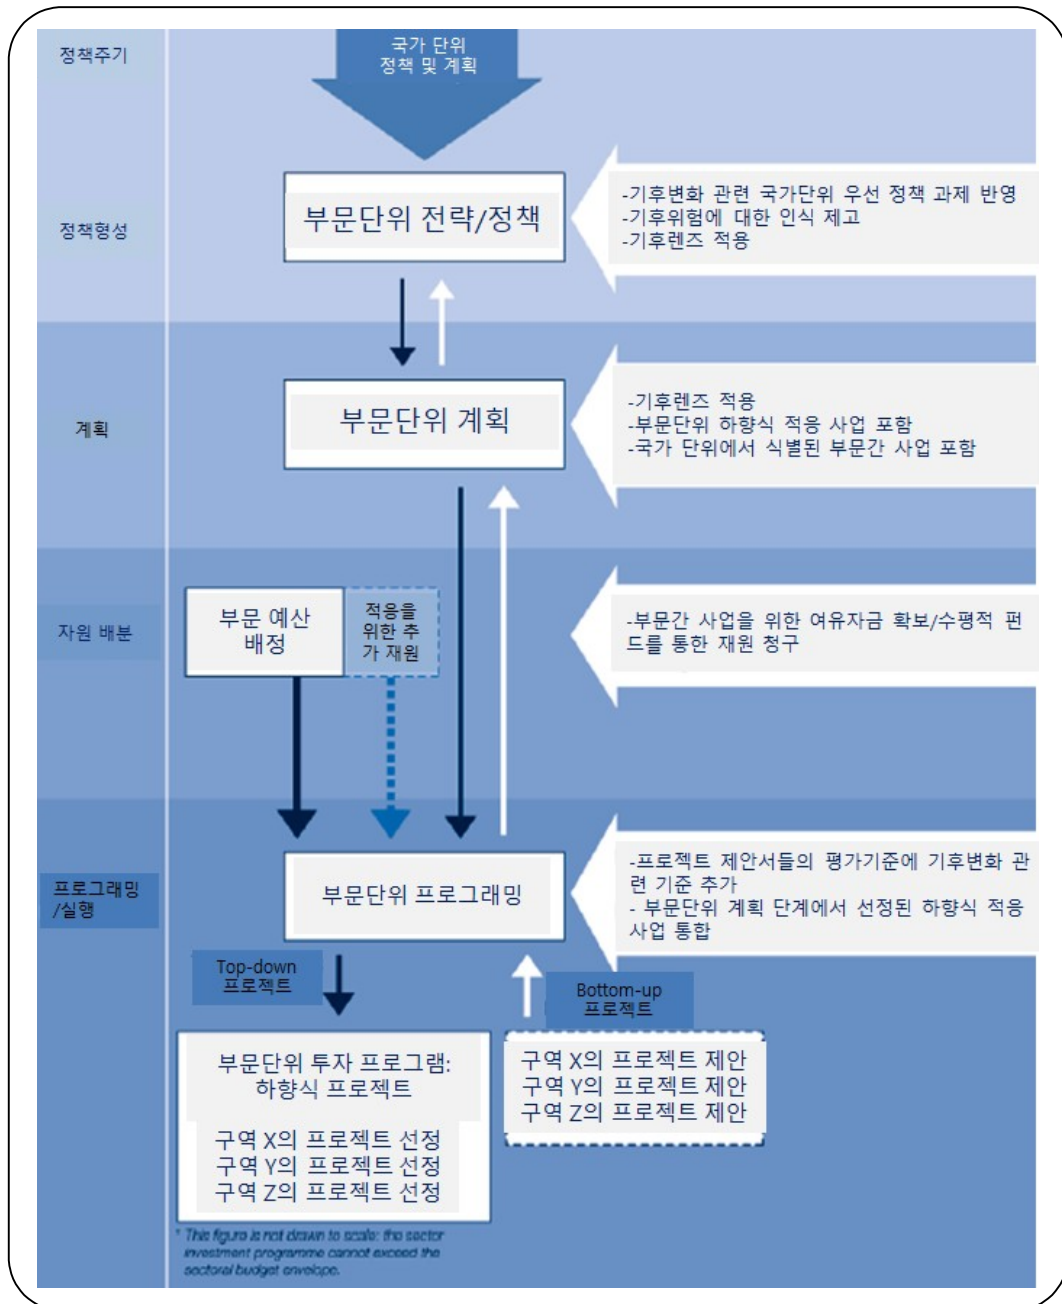 정책주기
국가 단위
정책 및 계획
정책형성
부문단위 전략/정책
-기후변화 관련 국가단위 우선 정책 과제 반영
-기후위험에 대한 인식 제고
-기후렌즈 적용
계획
부문단위 계획
-기후렌즈 적용
-부문단위 하향식 적응 사업 포함
-국가 단위에서 식별된 부문간 사업 포함
자원 배분
부문 예산
배정
적응을
위한 추
가 재원
-부문간 사업을 위한 여유자금 확보/수평적 펀
드를 통한 재원 청구
프로그래밍
/실행
부문단위 프로그래밍
-프로젝트 제안서들의 평가기준에 기후변화 관
련 기준 추가
- 부문단위 계획 단계에서 선정된 하향식 적응
사업 통합
Top-down
프로젝트
Bottom-up
프로젝트
부문단위 투자 프로그램:
하향식 프로젝트
구역 X의 프로젝트 선정
구역 Y의 프로젝트 선정
구역 Z의 프로젝트 선정
구역 X의 프로젝트 제안
구역 Y의 프로젝트 제안
구역 Z의 프로젝트 제안
* This figure is not drawn to scale: the sector
investment programme cannot exceed the
sectoral budget envelope.